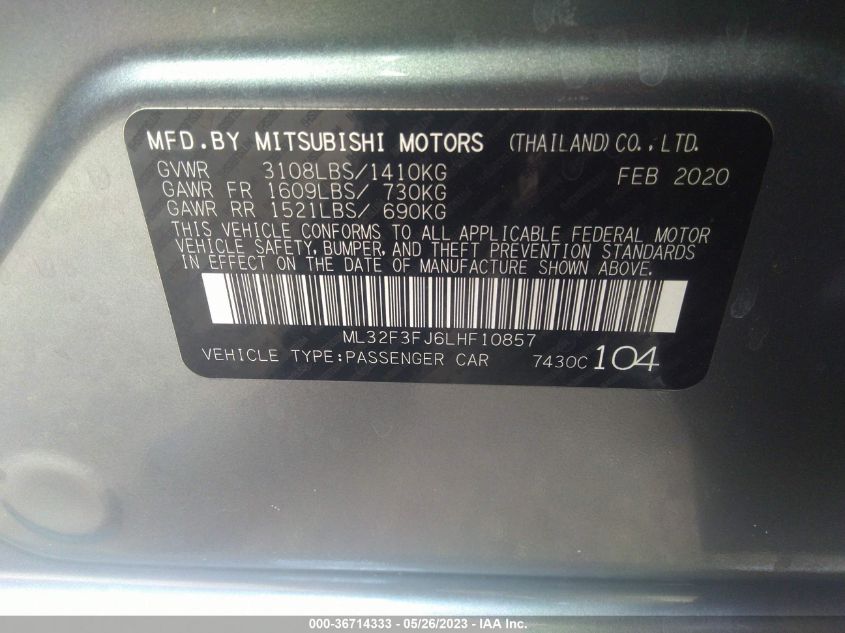 MFD.BY MITSUBISHI MOTORS (THAILAND) CO.,LTD.
GVWR 3108LBS/1410KG FEB 2020
GAWR FR 1609LBS/ 730KG
GAWR RR 1521LBS/ 690KG
THIS VEHICLE CONFORMS TO ALL APPLICABLE FEDERAL MOTOR
VEHICLE SAFETY, BUMPER, AND THEFT PREVENTION STANDARDS
IN EFFECT ON THE DATE OF MANUFACTURE SHOWN ABOVE.
ML32F3FJ6LHF10857
VEHICLE TYPE:PASSENGER CAR 7430C 104
000-36714333 - 05/26/2023 - IAA Inc.